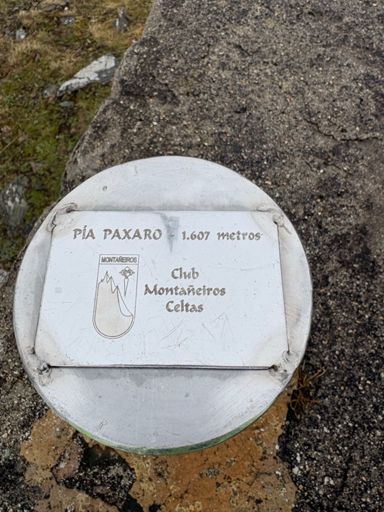 PÍA PAXARO - 1.607 metros
MONTAÑEIROS
Club
Montañeiros
Celtas